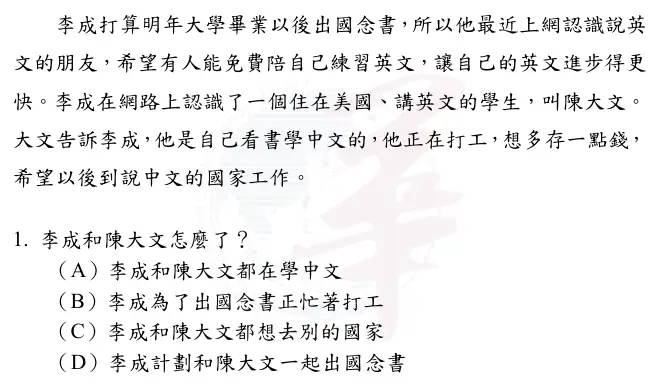 李成打算明年大學畢業以後出國念書，所以他最近上網認識說英
文的朋友，希望有人能免費陪自己練習英文，讓自己的英文進步得更
快。李成在網路上認識了一個住在美國、講英文的學生，叫陳大文。
大文告訴李成，他是自己看書學中文的，他正在打工，想多存一點錢，
希望以後到說中文的國家工作。
1. 李成和陳大文怎麼了？
（A）李成和陳大文都在學中文
（B）李成為了出國念書正忙著打工
（C）李成和陳大文都想去別的國家
（D）李成計劃和陳大文一起出國念書